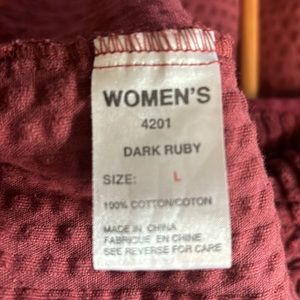 WOMEN'S
4201
DARK RUBY
SIZE: L
100% COTTON/COTON
MADE IN CHINA
FABRIQUE EN CHINE
SEE REVERSE FOR CARE